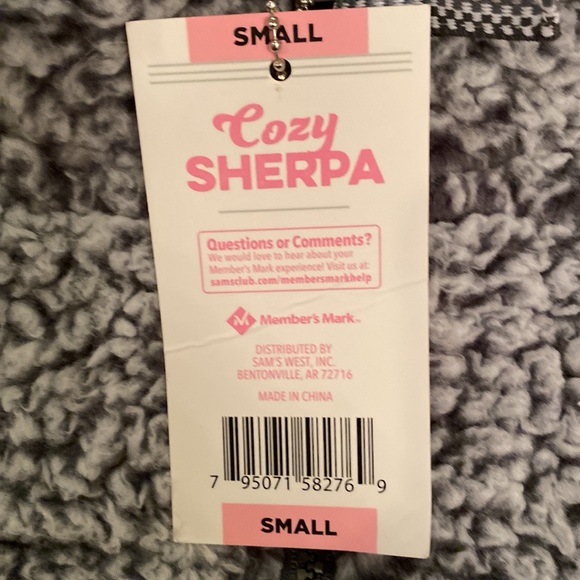 SMALL
Cozy
SHERPA
Questions or Comments?
We would love to hear about your
Member's Mark experience! Visit us at:
samsclub.com/membersmarkhelp
M Member's Mark™
DISTRIBUTED BY
SAM'S WEST, INC.
BENTONVILLE, AR 72716
MADE IN CHINA
7 95071 58276 9
SMALL